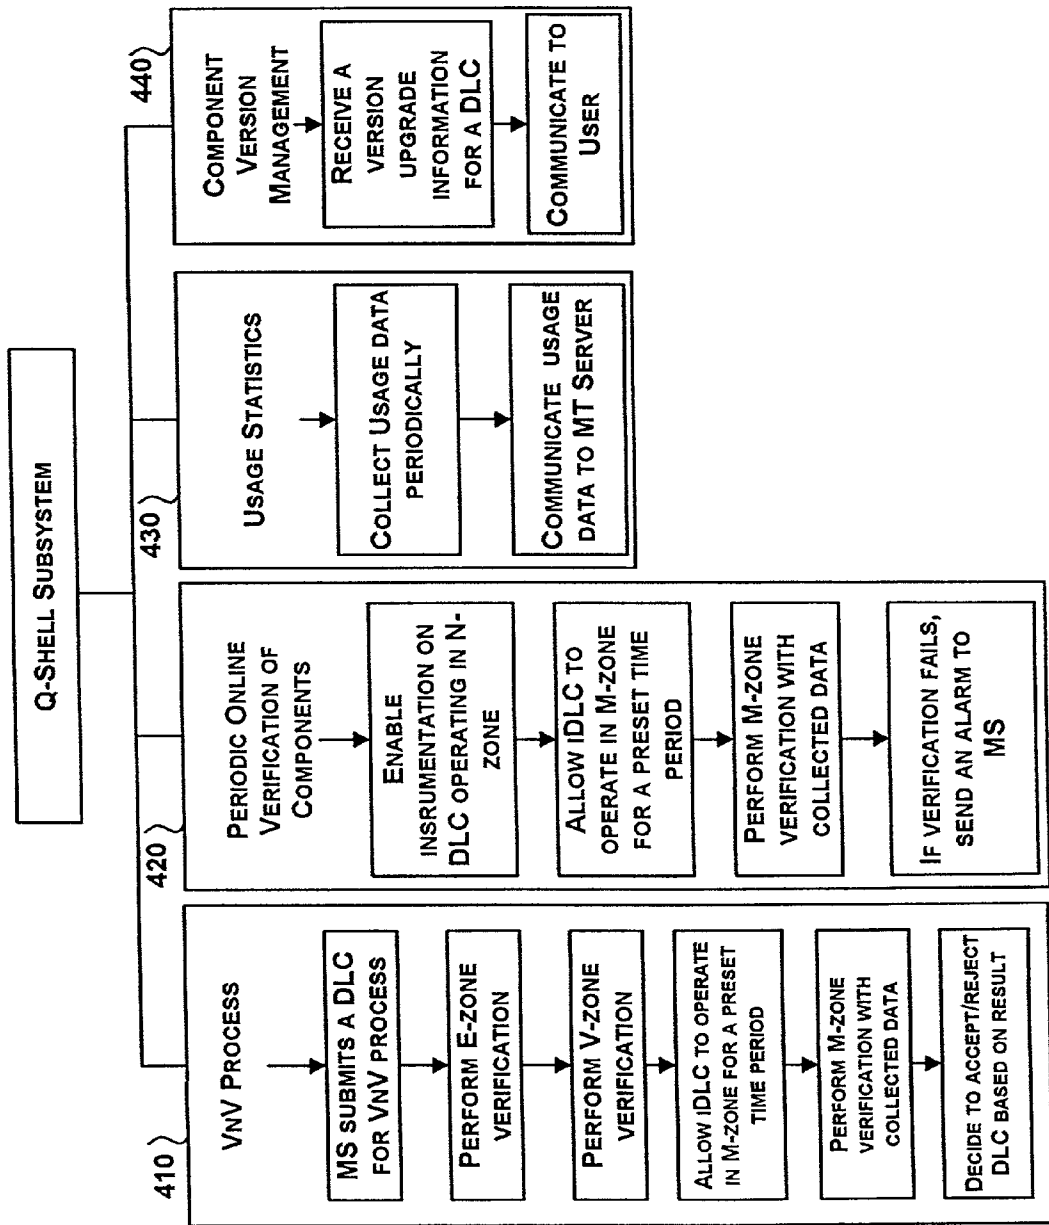 Q-SHELL SUBSYSTEM
410
VNV PROCESS
MS SUBMITS A DLC
FOR VNV PROCESS
PERFORM E-ZONE
VERIFICATION
PERFORM V-ZONE
VERIFICATION
ALLOW IDLC TO OPERATE
IN M-ZONE FOR A PRESET
TIME PERIOD
PERFORM M-ZONE
VERIFICATION WITH
COLLECTED DATA
DECIDE TO ACCEPT/REJECT
DLC BASED ON RESULT
420
PERIODIC ONLINE
VERIFICATION OF
COMPONENTS
ENABLE
INSRUMENTATION ON
DLC OPERATING IN N-
ZONE
ALLOW IDLC TO
OPERATE IN M-ZONE
FOR A PRESET TIME
PERIOD
PERFORM M-ZONE
VERIFICATION WITH
COLLECTED DATA
IF VERIFICATION FAILS,
SEND AN ALARM TO
MS
430
USAGE STATISTICS
COLLECT USAGE DATA
PERIODICALLY
COMMUNICATE USAGE
DATA TO MT SERVER
440
COMPONENT
VERSION
MANAGEMENT
RECEIVE A
VERSION
UPGRADE
INFORMATION
FOR A DLC
COMMUNICATE TO
USER